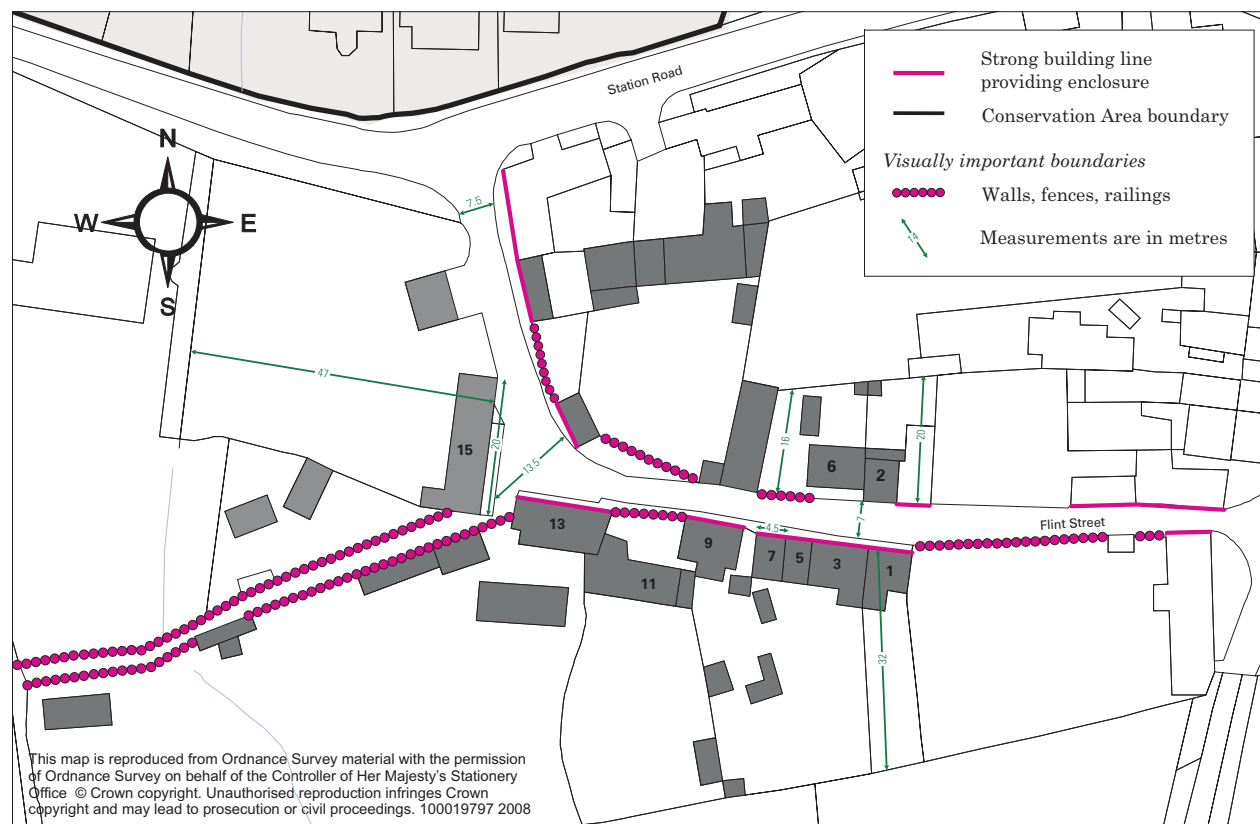 Station Road
Strong building line
providing enclosure
Conservation Area boundary
Visually important boundaries
Walls, fences, railings
14
Measurements are in metres
N
W
E
S
7.5
47
20
15
13.5
16
6
2
20
7
Flint Street
13
4.5
9
7
5
3
1
11
32
This map is reproduced from Ordnance Survey material with the permission
of Ordnance Survey on behalf of the Controller of Her Majesty's Stationery
Office © Crown copyright. Unauthorised reproduction infringes Crown
copyright and may lead to prosecution or civil proceedings. 100019797 2008